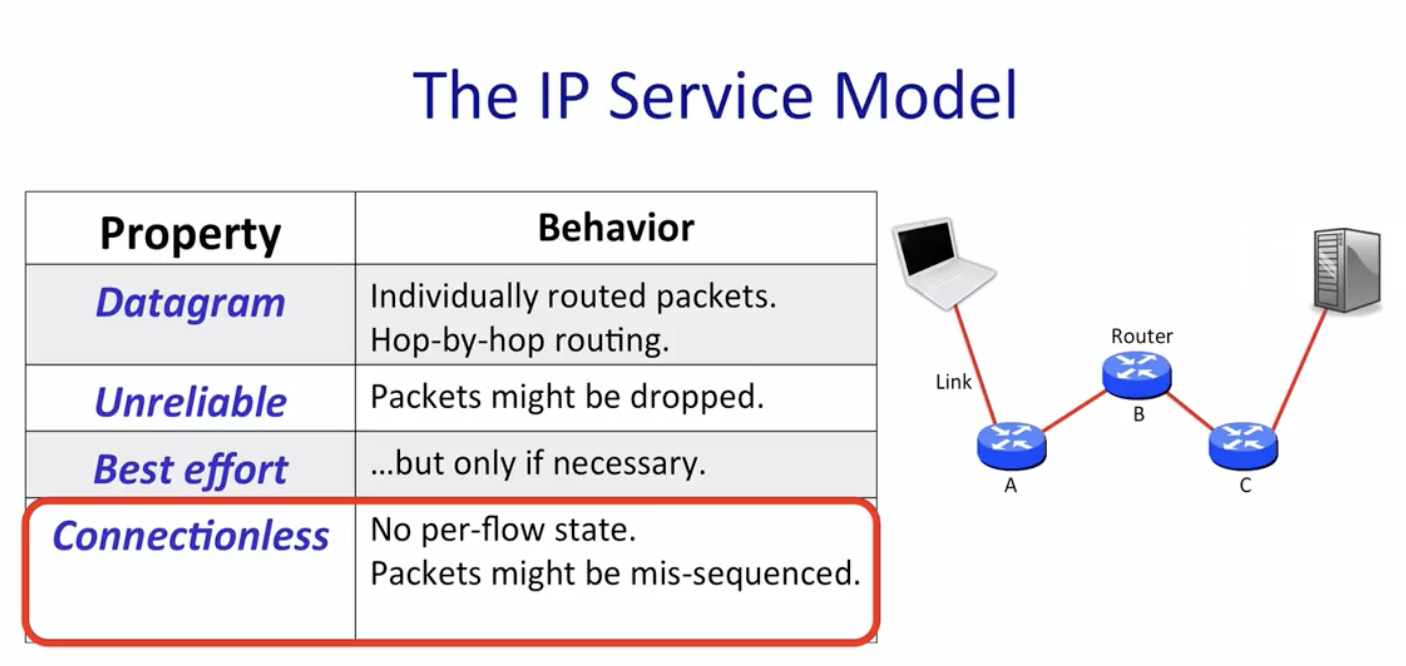 The IP Service Model
Property
Behavior
Datagram
Individually routed packets.
Hop-by-hop routing.
Unreliable
Packets might be dropped.
Best effort
...but only if necessary.
Connectionless
No per-flow state.
Packets might be mis-sequenced.
Router
Link
B
A
C